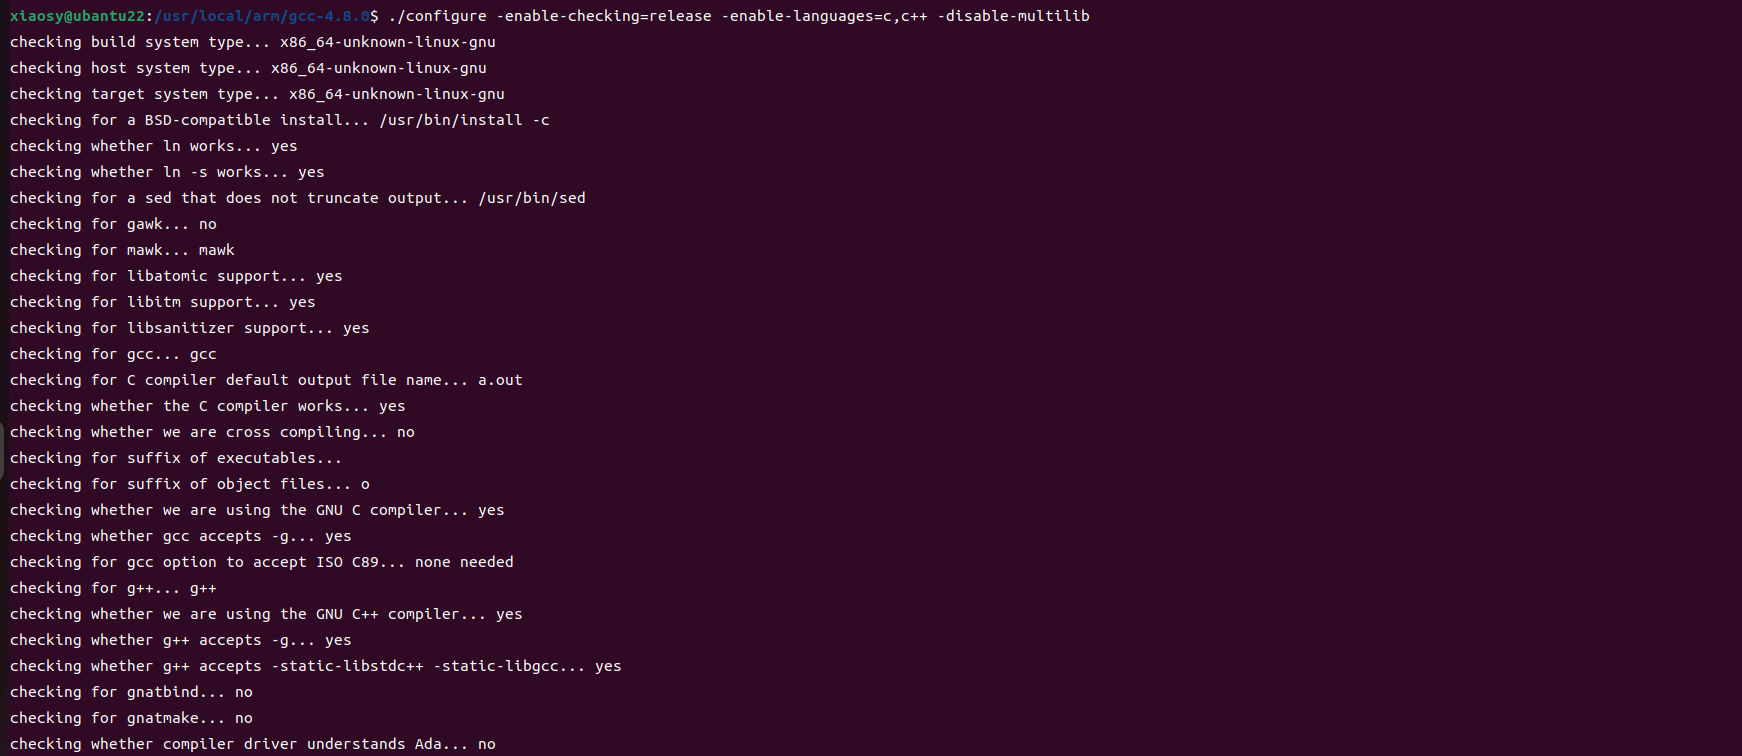 xiaosy@ubantu22:/usr/local/arm/gcc-4.8.0$ ./configure -enable-checking=release -enable-languages=c,c++ -disable-multilib
checking build system type... x86_64-unknown-linux-gnu
checking host system type... x86_64-unknown-linux-gnu
checking target system type... x86_64-unknown-linux-gnu
checking for a BSD-compatible install... /usr/bin/install -c
checking whether ln works... yes
checking whether ln -s works... yes
checking for a sed that does not truncate output... /usr/bin/sed
checking for gawk... no
checking for mawk... mawk
checking for libatomic support... yes
checking for libitm support... yes
checking for libsanitizer support... yes
checking for gcc... gcc
checking for C compiler default output file name... a.out
checking whether the C compiler works... yes
checking whether we are cross compiling... no
checking for suffix of executables...
checking for suffix of object files... o
checking whether we are using the GNU C compiler... yes
checking whether gcc accepts -g... yes
checking for gcc option to accept ISO C89... none needed
checking for g++... g++
checking whether we are using the GNU C++ compiler... yes
checking whether g++ accepts -g... yes
checking whether g++ accepts -static-libstdc++ -static-libgcc... yes
checking for gnatbind... no
checking for gnatmake... no
checking whether compiler driver understands Ada... no